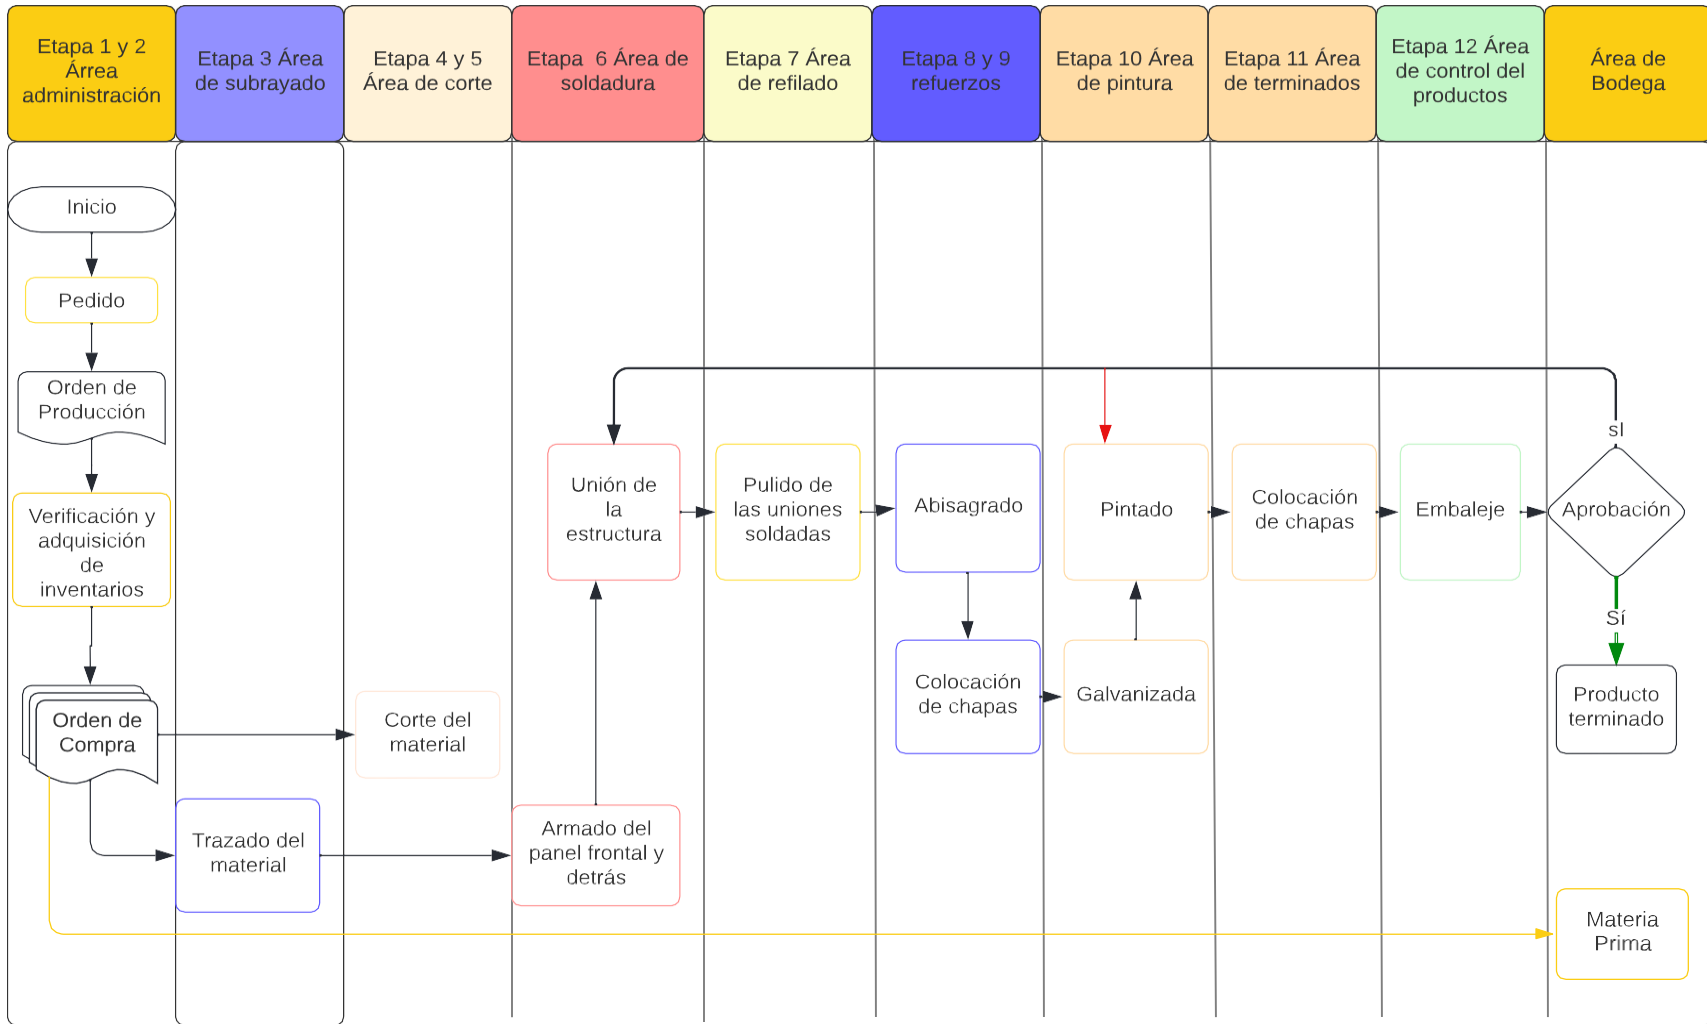 Etapa 1 y 2
Árrea
administración
Etapa 3 Área
de subrayado
Etapa 4 y 5
Área de corte
Etapa  6 Área de
soldadura
Etapa 7 Área
de refilado
Etapa 8 y 9
refuerzos
Etapa 10 Área
de pintura
Etapa 11 Área
de terminados
Etapa 12 Área
de control del
productos
Área de
Bodega
Inicio
Pedido
Orden de
Producción
Verificación y
adquisición
de
inventarios
Orden de
Compra
Trazado del
material
Corte del
material
Armado del
panel frontal y
detrás
Unión de
la
estructura
Pulido de
las uniones
soldadas
Abisagrado
Colocación
de chapas
Galvanizada
Pintado
Colocación
de chapas
Embaleje
sI
Aprobación
Sí
Producto
terminado
Materia
Prima